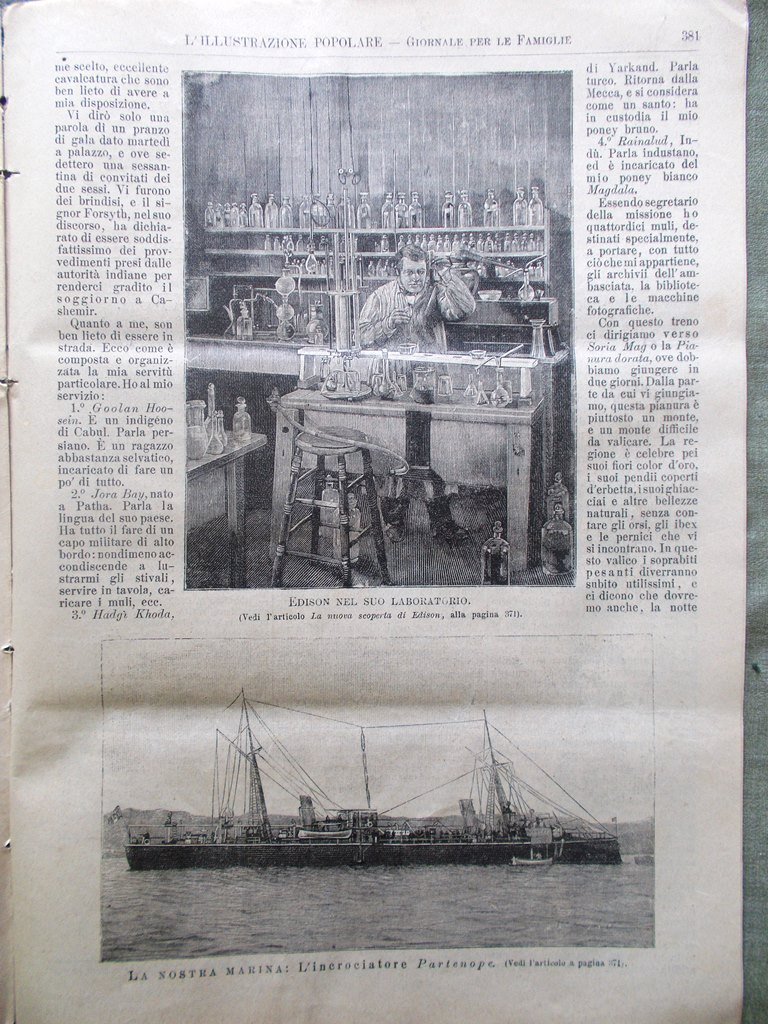 L'ILLUSTRAZIONE POPOLARE — GIORNALE PER LE FAMIGLIE
381
me scelto, eccellente
cavalcatura che sono
ben lieto di avere a
mia disposizione.
Vi dirò solo una
parola di un pranzo
di gala dato martedì
a palazzo, e ove se-
dettero una sessan-
tina di convitati dei
due sessi. Vi furono
dei brindisi, e il si-
gnor Forsyth, nel suo
discorso, ha dichia-
rato di essere soddis-
fattissimo dei prov-
vedimenti presi dalle
autorità indiane per
rendergli gradito il
soggiorno a Ca-
shemir.
Quanto a me, son
ben lieto di essere in
strada. Ecco come è
composta e organiz-
zata la mia servitù
particolare. Ho al mio
servizio:
1.º Goolan Hoo-
sein. È un indigeno
di Cabul. Parla per-
siano. È un ragazzo
abbastanza selvatico,
incaricato di fare un
po' di tutto.
2.º Jora Bay, nato
a Patha. Parla la
lingua del suo paese.
Ha tutto il fare di un
capo militare di alto
bordo: nondimeno ac-
condiscende a lu-
strarmi gli stivali,
servire in tavola, ca-
ricare i muli, ecc.
3.º Hadgi Khoda,
EDISON NEL SUO LABORATORIO.
(Vedi l'articolo La nuova scoperta di Edison, alla pagina 371).
di Yarkand. Parla
turco. Ritorna dalla
Mecca, e si considera
come un santo: ha
in custodia il mio
poney bruno.
4.º Rainalud, In-
dù. Parla industano,
ed è incaricato del
mio poney bianco
Magdala.
Essendo segretario
della missione ho
quattordici muli, de-
stinati specialmente,
a portare, con tutto
ciò che mi appartiene,
gli archivii dell'am-
basciata, la bibliote-
ca e le macchine
fotografiche.
Con questo treno
ci dirigiamo verso
Soria Mag o la Pia-
nura dorata, ove dob-
biamo giungere in
due giorni. Dalla par-
te da cui vi giungia-
mo, questa pianura è
piuttosto un monte,
e un monte difficile
da valicare. La re-
gione è celebre pei
suoi fiori color d'oro,
i suoi pendii coperti
d'erbetta, i suoi ghiac-
ciai e altre bellezze
naturali, senza con-
tare gli orsi, gli ibex
e le pernici che vi
si incontrano. In que-
sto valico i soprabiti
pesanti diverranno
subito utilissimi, e
ci dicono che dovre-
mo anche, la notte
LA NOSTRA MARINA: L'incrociatore Partenope. (Vedi l'articolo a pagina 371).